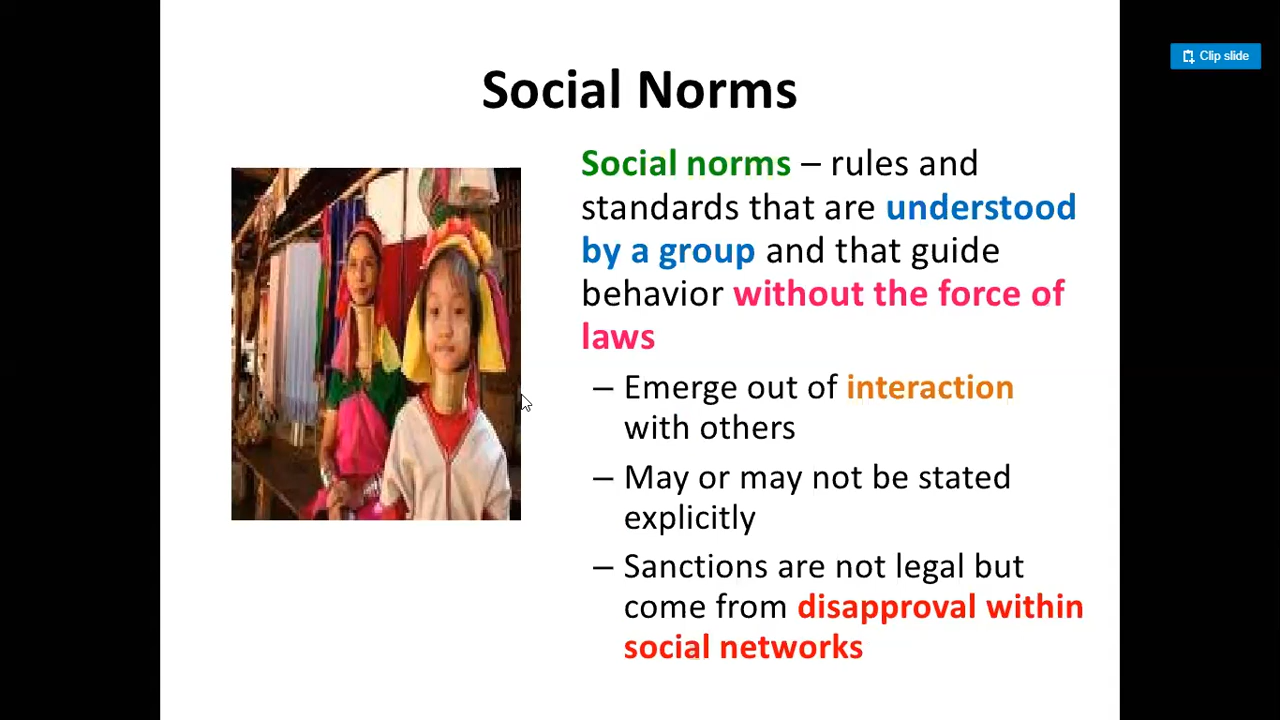 Clip slide
Social Norms
Social norms – rules and
standards that are understood
by a group and that guide
behavior without the force of
laws
– Emerge out of interaction
with others
– May or may not be stated
explicitly
– Sanctions are not legal but
come from disapproval within
social networks